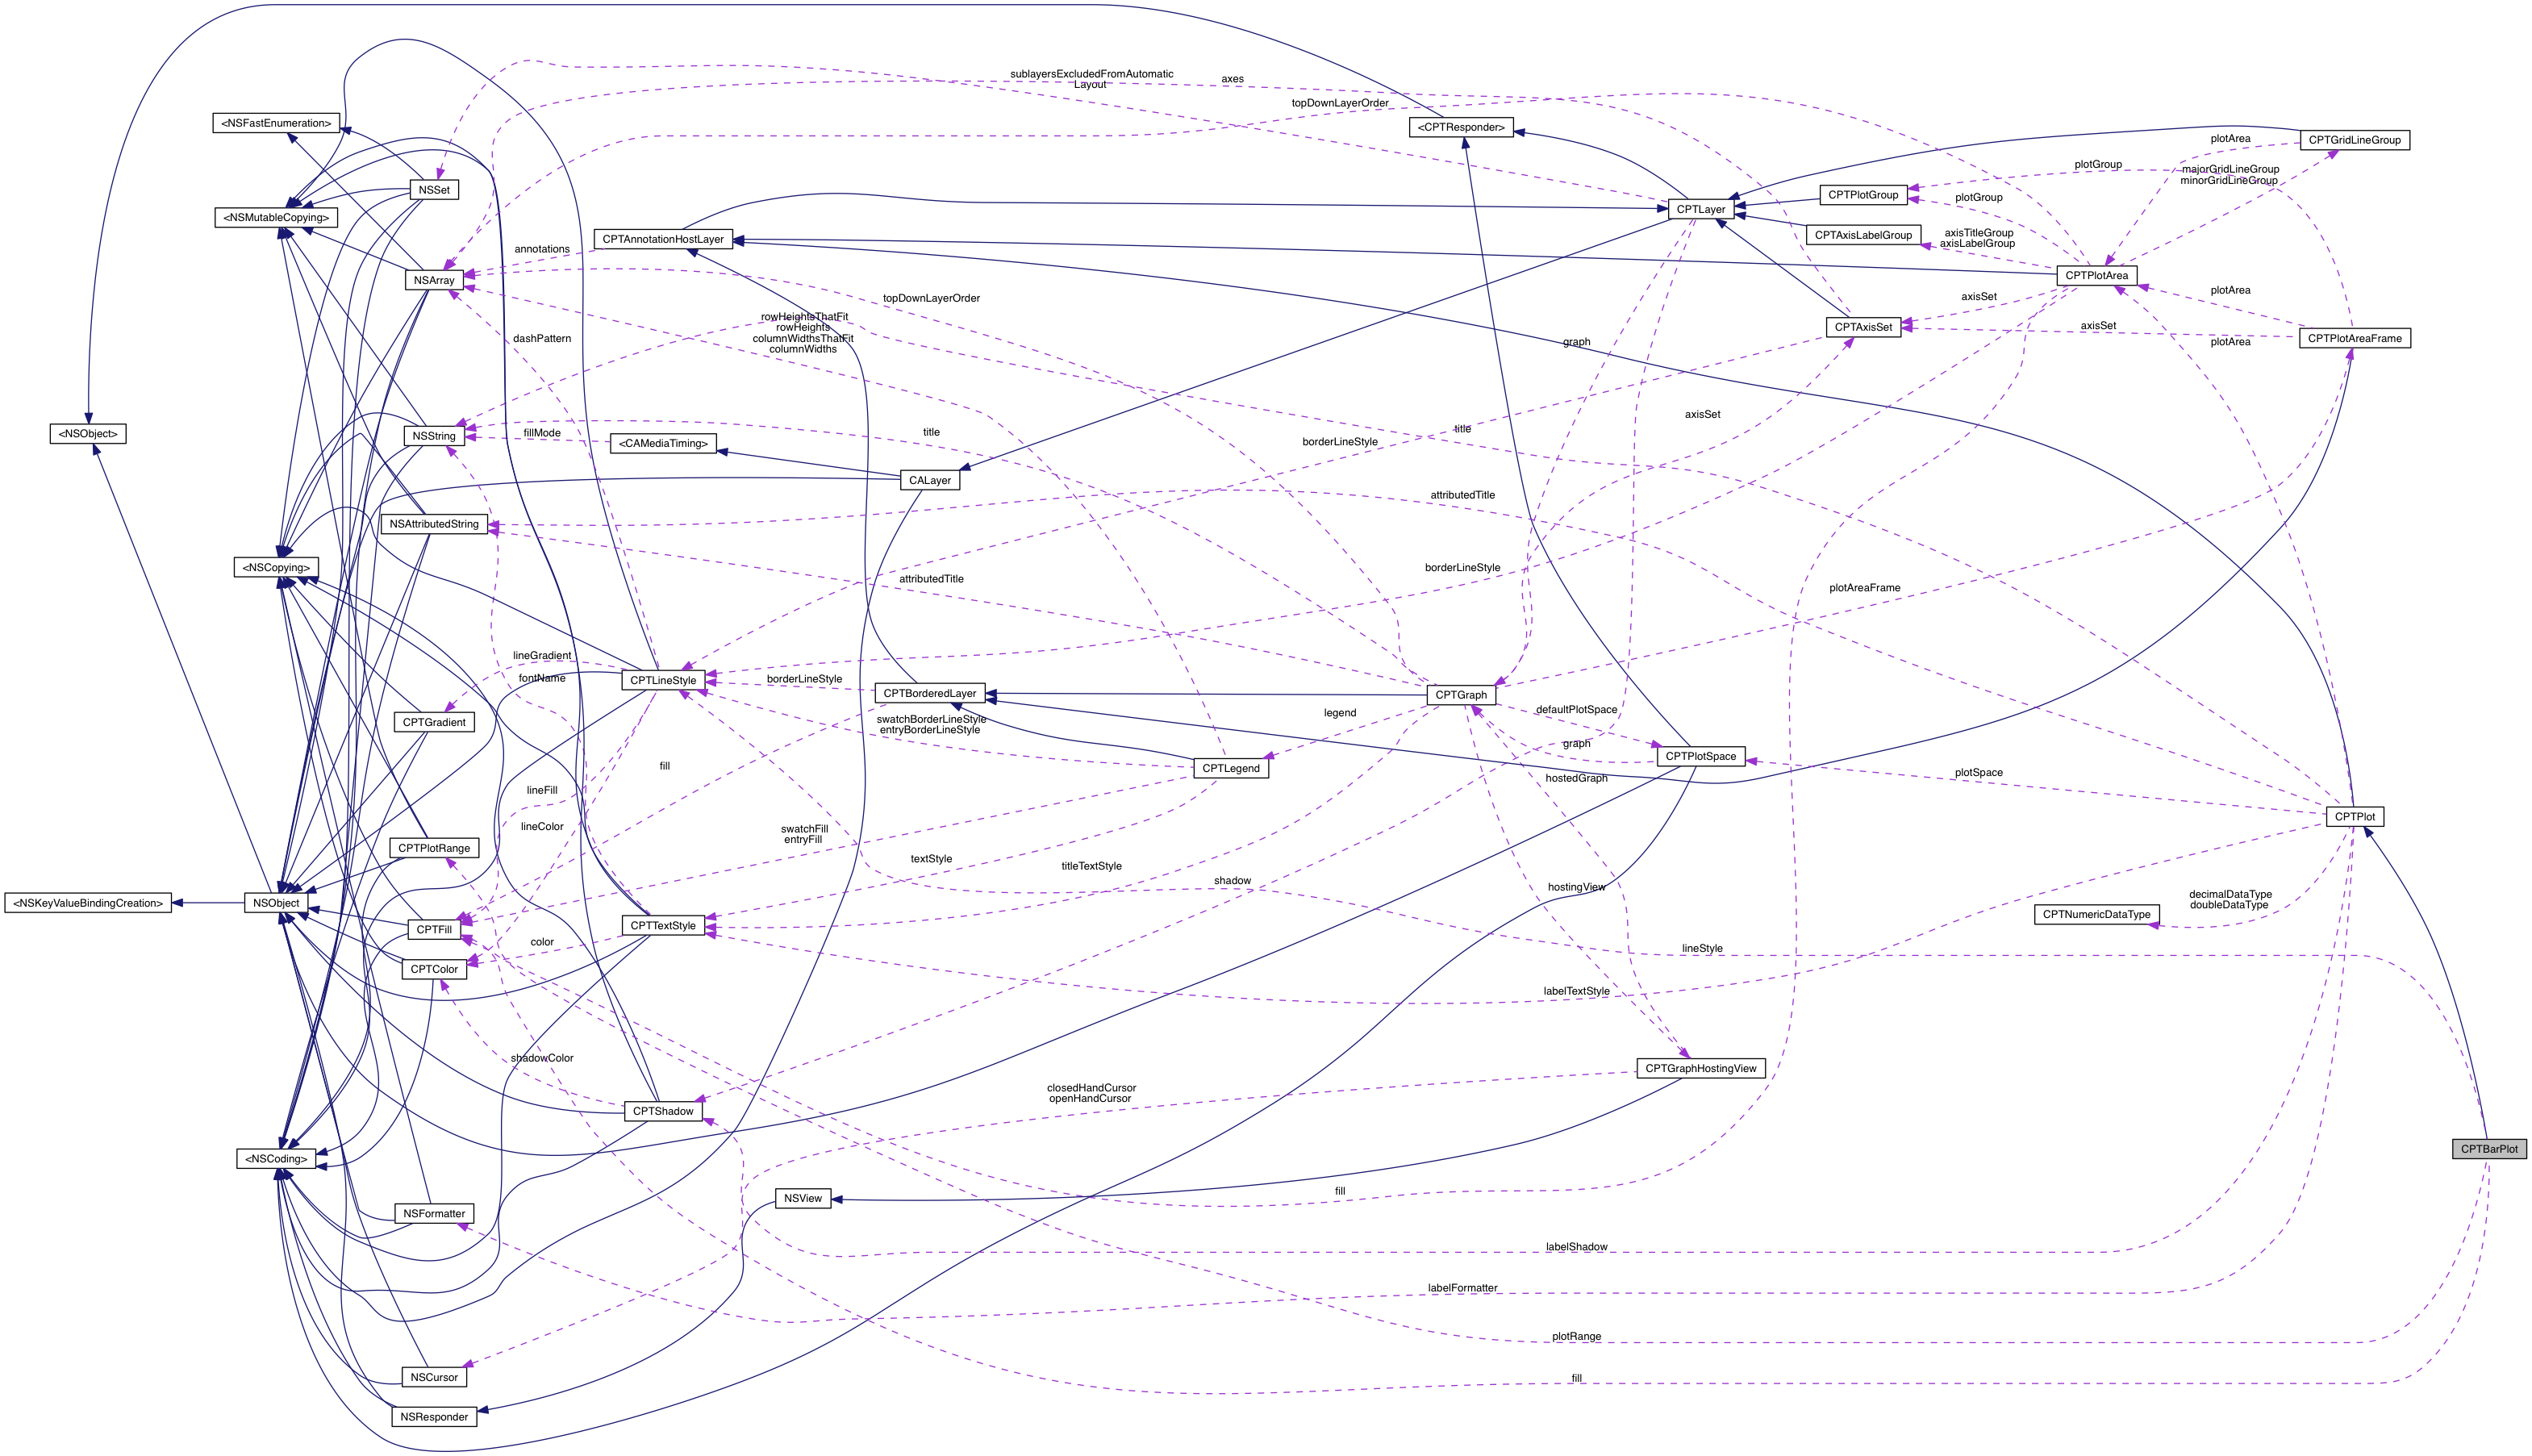 sublayersExcludedFromAutomatic
Layout
axes
topDownLayerOrder
<NSFastEnumeration>
<CPTResponder>
plotArea
CPTGridLineGroup
plotGroup
majorGridLineGroup
minorGridLineGroup
NSSet
CPTPlotGroup
plotGroup
<NSMutableCopying>
CPTLayer
CPTAnnotationHostLayer
annotations
CPTAxisLabelGroup
axisTitleGroup
axisLabelGroup
NSArray
CPTPlotArea
plotArea
topDownLayerOrder
axisSet
rowHeightsThatFit
rowHeights
columnWidthsThatFit
columnWidths
CPTAxisSet
axisSet
dashPattern
graph
plotArea
CPTPlotAreaFrame
axisSet
<NSObject>
NSString
fillMode
<CAMediaTiming>
title
borderLineStyle
title
CALayer
attributedTitle
NSAttributedString
<NSCopying>
attributedTitle
borderLineStyle
plotAreaFrame
lineGradient
fontName
CPTLineStyle
borderLineStyle
CPTBorderedLayer
CPTGraph
legend
defaultPlotSpace
CPTGradient
swatchBorderLineStyle
entryBorderLineStyle
graph
CPTPlotSpace
fill
CPTLegend
hostedGraph
plotSpace
lineFill
CPTPlot
lineColor
swatchFill
entryFill
CPTPlotRange
textStyle
titleTextStyle
shadow
hostingView
<NSKeyValueBindingCreation>
NSObject
decimalDataType
doubleDataType
CPTNumericDataType
CPTFill
CPTTextStyle
color
lineStyle
CPTColor
labelTextStyle
shadowColor
CPTGraphHostingView
closedHandCursor
openHandCursor
CPTShadow
CPTBarPlot
<NSCoding>
fill
NSView
NSFormatter
labelShadow
labelFormatter
plotRange
NSCursor
fill
NSResponder